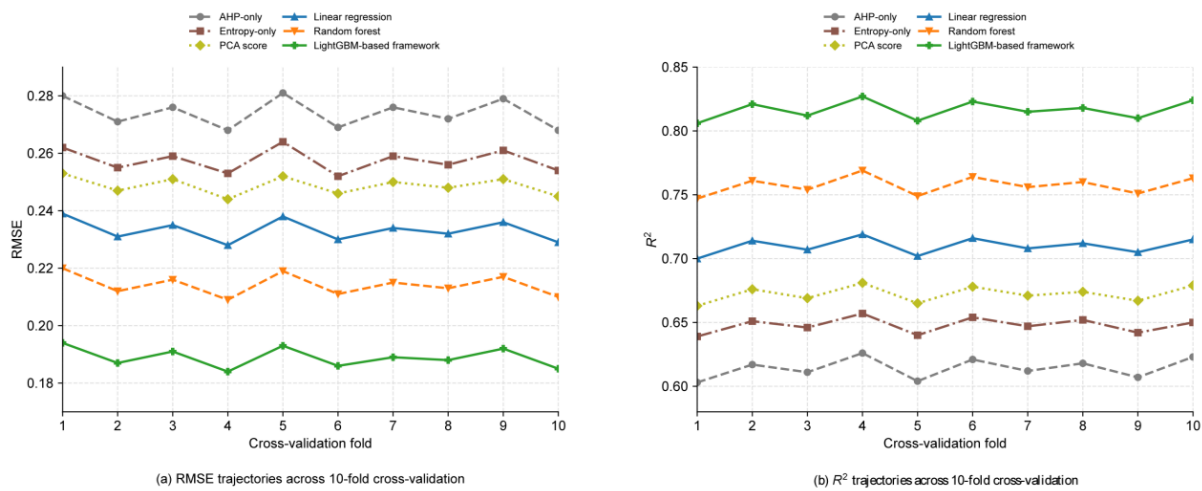 AHP-only
Entropy-only
PCA score
Linear regression
Random forest
LightGBM-based framework
0.28
0.26
0.24
0.22
0.20
0.18
RMSE
1 2 3 4 5 6 7 8 9 10
Cross-validation fold
(a) RMSE trajectories across 10-fold cross-validation
AHP-only
Entropy-only
PCA score
Linear regression
Random forest
LightGBM-based framework
0.85
0.80
0.75
0.70
0.65
0.60
R²
1 2 3 4 5 6 7 8 9 10
Cross-validation fold
(b) R² trajectories across 10-fold cross-validation